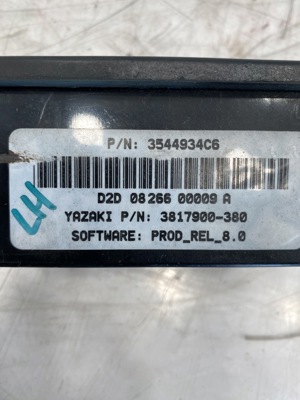 P/N: 3544934C6
D2D 08266 00009 A
YAZAKI P/N: 3817900-380
SOFTWARE: PROD_REL_8.0
LH